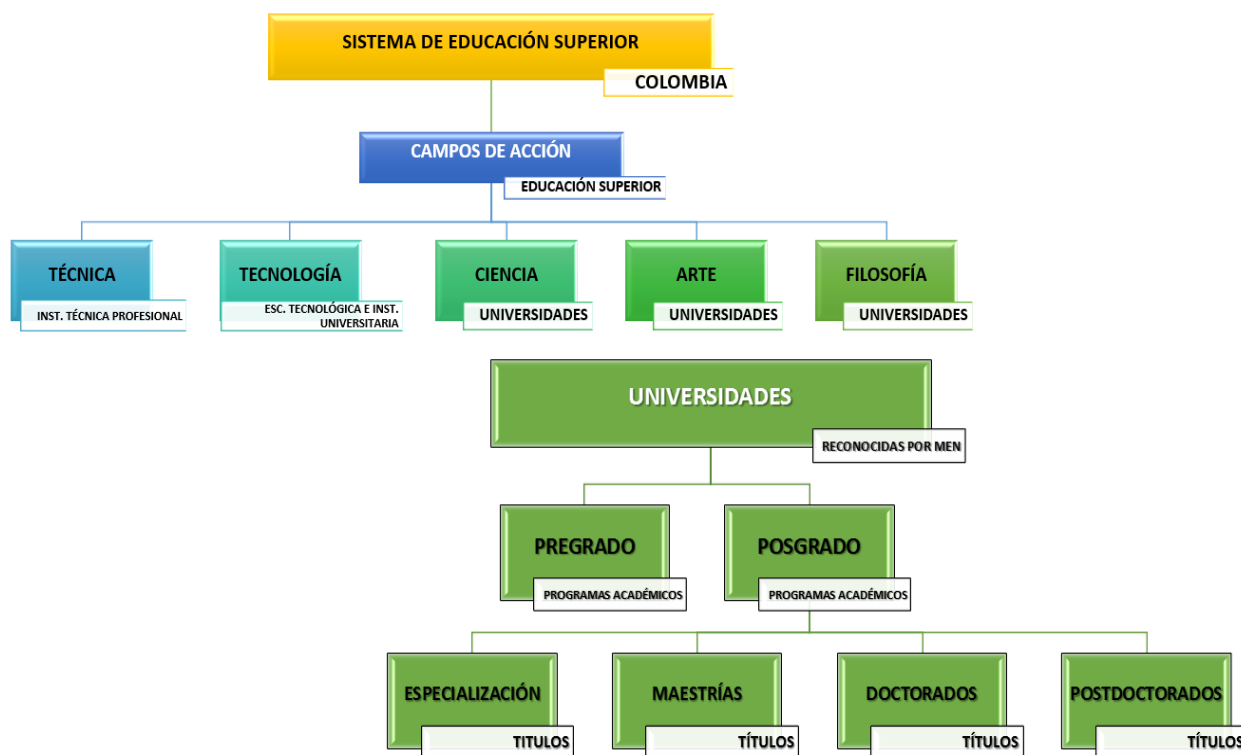 SISTEMA DE EDUCACIÓN SUPERIOR
COLOMBIA
CAMPOS DE ACCIÓN
EDUCACIÓN SUPERIOR
TÉCNICA
INST. TÉCNICA PROFESIONAL
TECNOLOGÍA
ESC. TECNOLÓGICA E INST.
UNIVERSITARIA
CIENCIA
UNIVERSIDADES
ARTE
UNIVERSIDADES
FILOSOFÍA
UNIVERSIDADES
UNIVERSIDADES
RECONOCIDAS POR MEN
PREGRADO
PROGRAMAS ACADÉMICOS
POSGRADO
PROGRAMAS ACADÉMICOS
ESPECIALIZACIÓN
TITULOS
MAESTRÍAS
TÍTULOS
DOCTORADOS
TÍTULOS
POSTDOCTORADOS
TÍTULOS